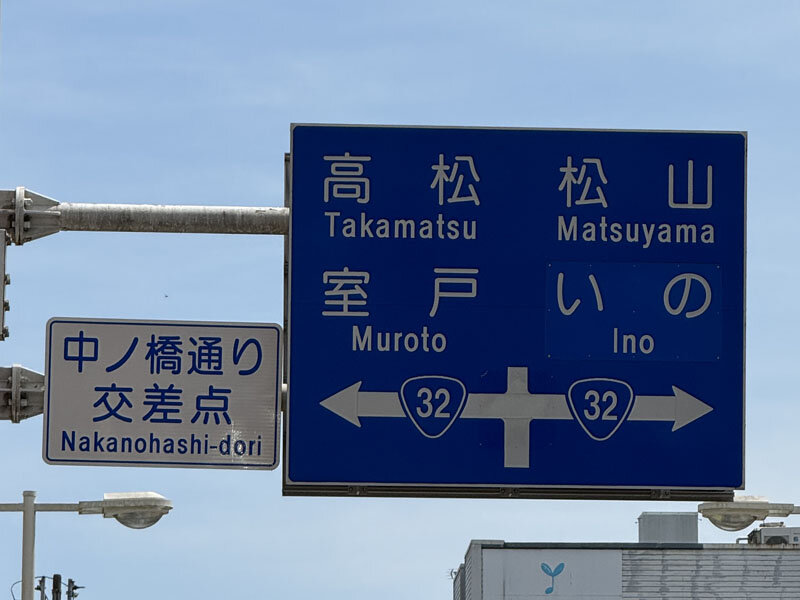 中ノ橋通り
交差点
Nakanohashi-dori
高松 松山
Takamatsu Matsuyama
室戸 いの
Muroto Ino
32 32